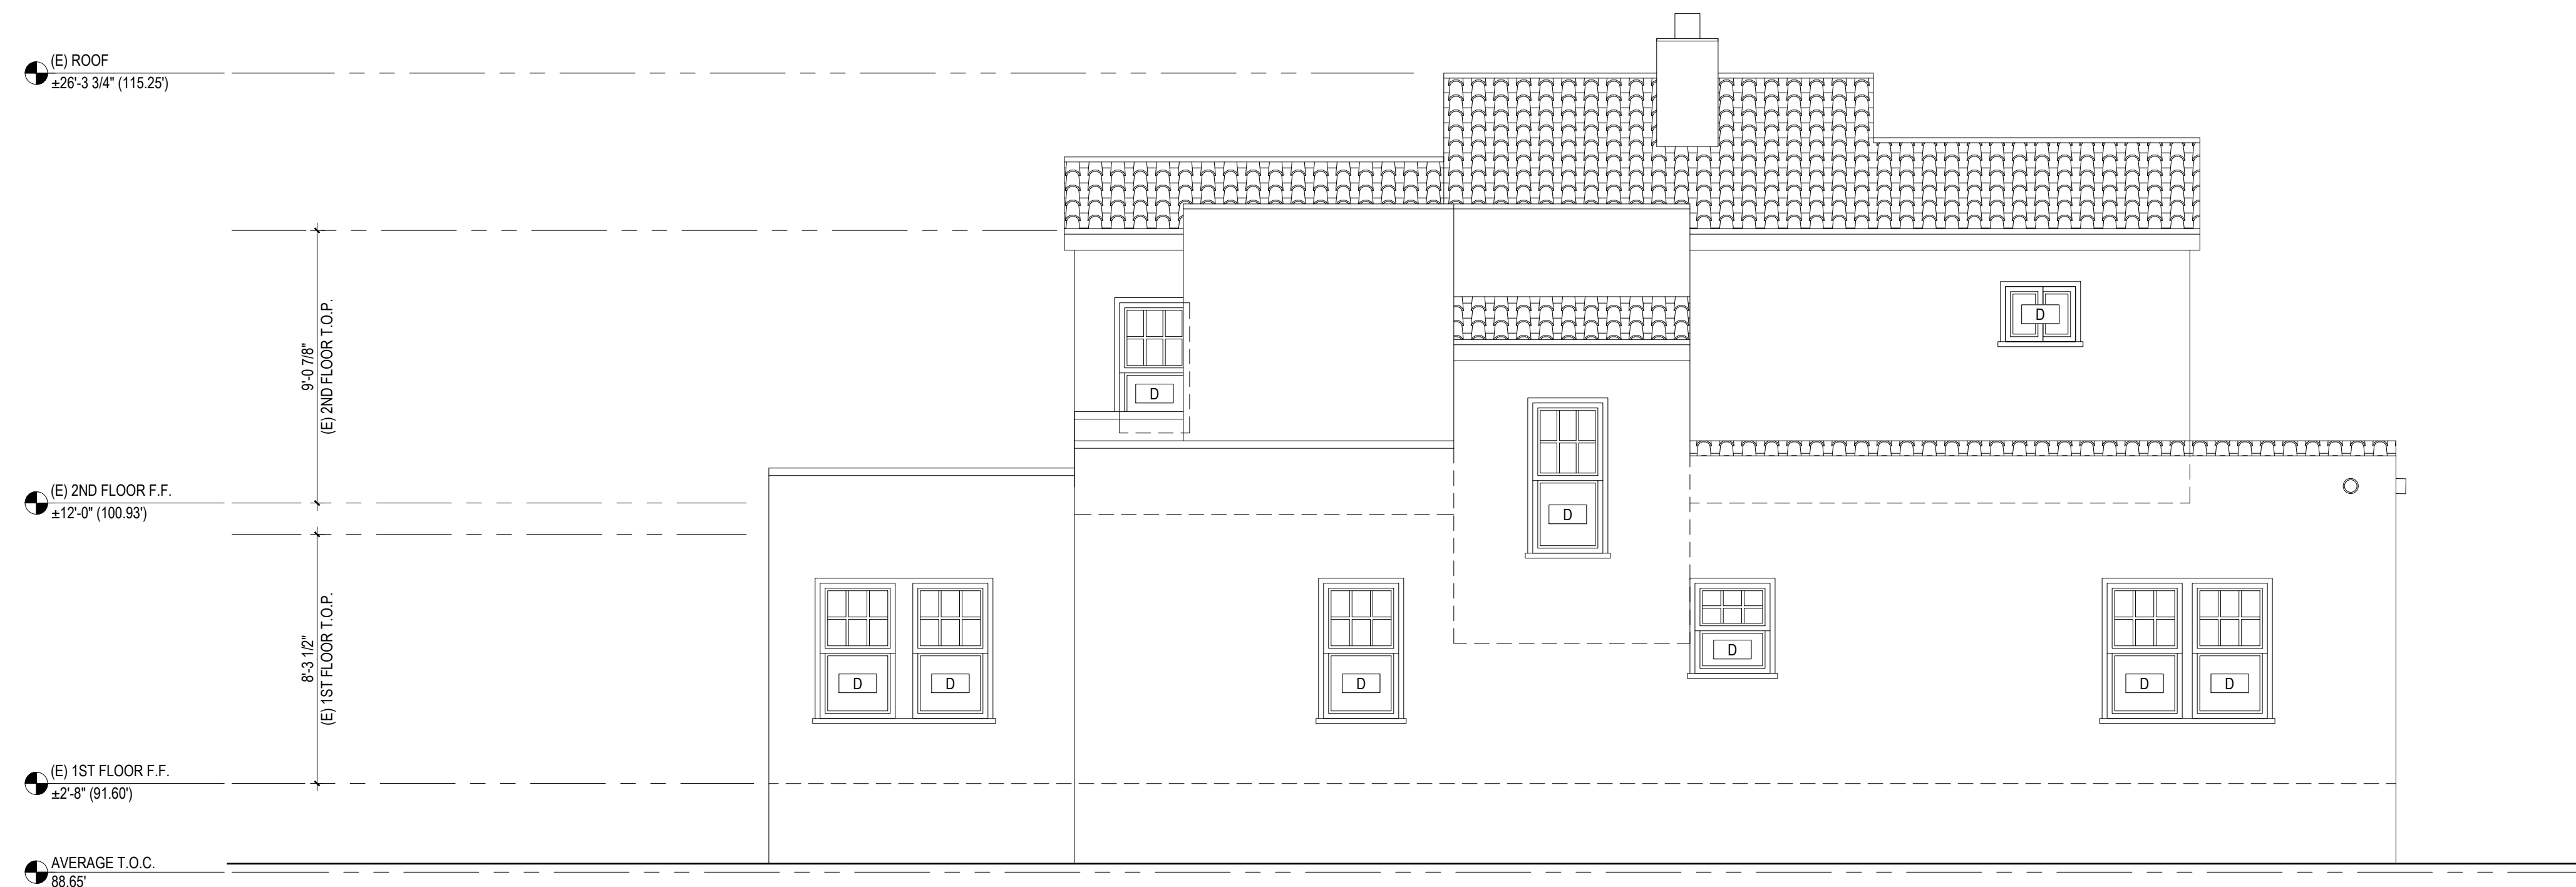 (E) ROOF
±26'-3 3/4" (115.25')
D
9'-0 7/8"
(E) 2ND FLOOR T.O.P.
D
(E) 2ND FLOOR F.F.
±12'-0" (100.93')
D
8'-3 1/2"
(E) 1ST FLOOR T.O.P.
D
D D D D D
(E) 1ST FLOOR F.F.
±2'-8" (91.60')
AVERAGE T.O.C.
88.65'